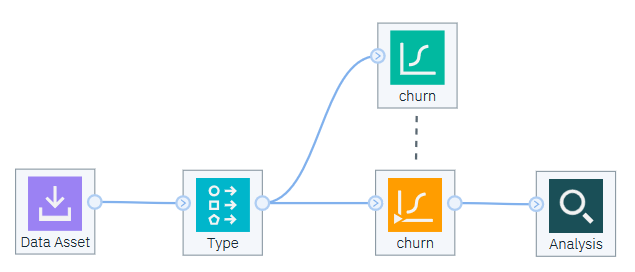 churn
Data Asset
Type
churn
Analysis